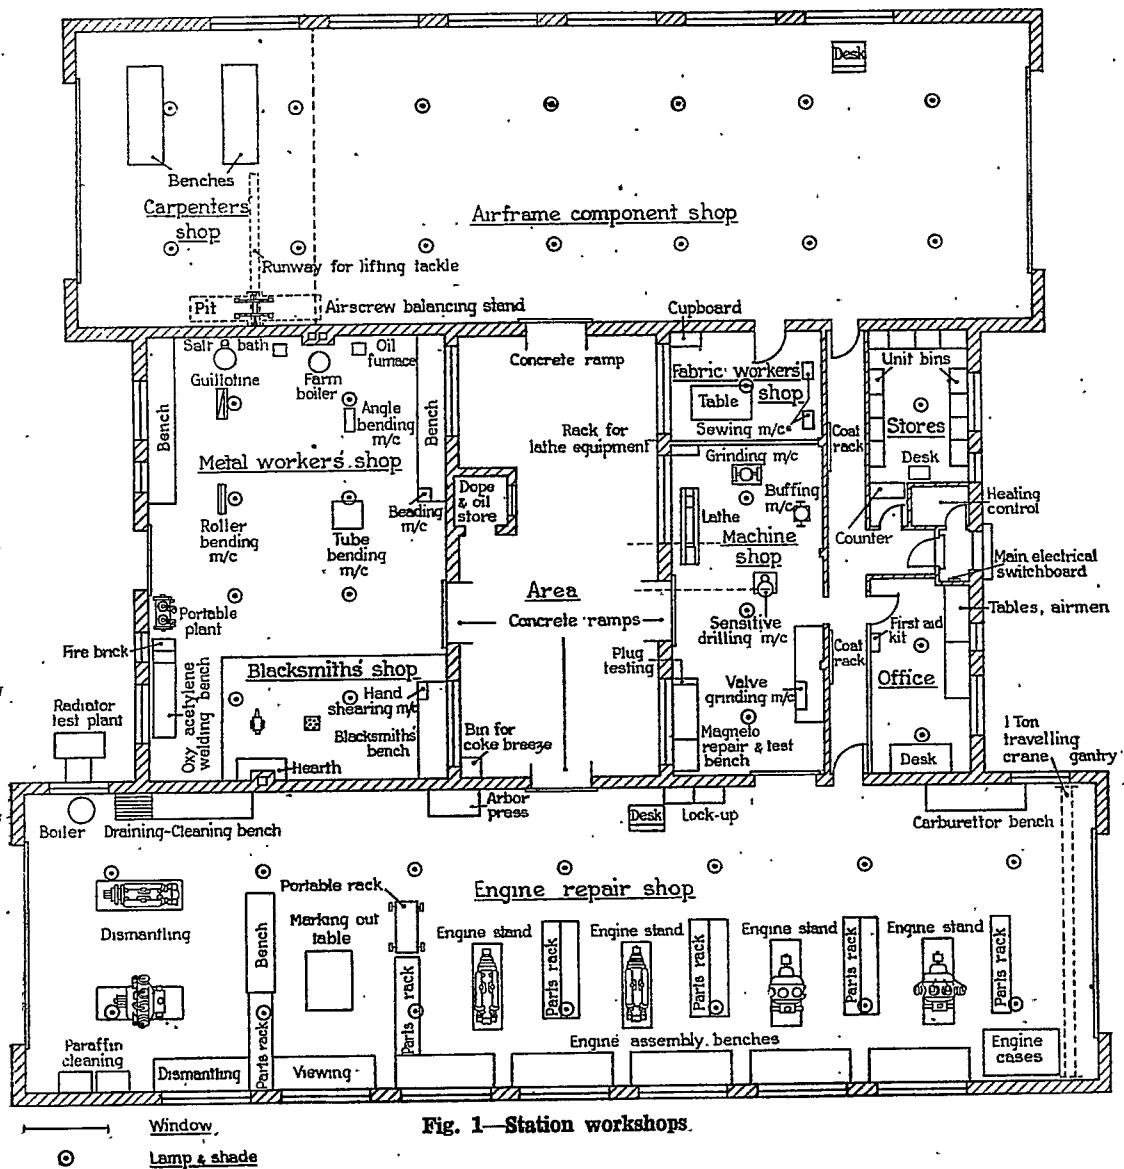 Desk
Benches
Carpenters
shop
Airframe component shop
Runway for lifting tackle
Pit
Airscrew balancing stand
Cupboard
Salt bath
Oil
furnace
Concrete ramp
Unit bins
Guillotine
Farm
boiler
Fabric workers'
shop
Table
Angle
bending
m/c
Bench
Bench
Rack for
lathe equipment
Sewing m/cs
Coat
rack
Stores
Metal workers' shop
Grinding m/c
Desk
Dope
& oil
store
Beading
m/c
Buffing
m/c
Heating
control
Roller
bending
m/c
Tube
bending
m/c
Lathe
Machine
shop
Counter
Main electrical
switchboard
Area
Portable
plant
Concrete ramps
Sensitive
drilling m/c
Tables, airmen
First aid
kit
Fire brick
Plug
testing
Coat
rack
Blacksmiths' shop
Oxy acetylene
welding bench
Hand
shearing m/c
Valve
grinding m/c
Office
Radiator
test plant
Blacksmiths'
bench
Bin for
coke breeze
Magneto
repair & test
bench
1 Ton
travelling
crane gantry
Hearth
Desk
Boiler
Draining-Cleaning bench
Arbor
press
Desk
Lock-up
Carburettor bench
Portable rack
Engine repair shop
Dismantling
Bench
Marking out
table
Engine stand
Engine stand
Engine stand
Engine stand
Parts rack
Parts rack
Parts rack
Parts rack
Parts rack
Parts rack
Paraffin
cleaning
Engine assembly benches
Engine
cases
Dismantling
Viewing
Fig. 1—Station workshops.
Window
Lamp & shade